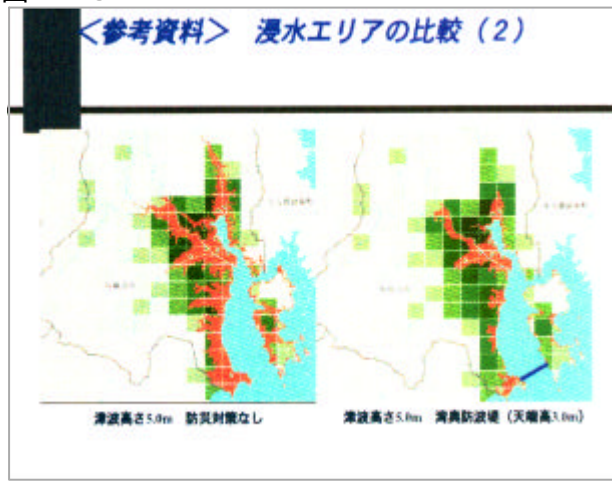 ＜参考資料＞　浸水エリアの比較（２）
津波高さ5.0m　防災対策なし
津波高さ5.0m　湾奥防波堤（天端高3.0m）